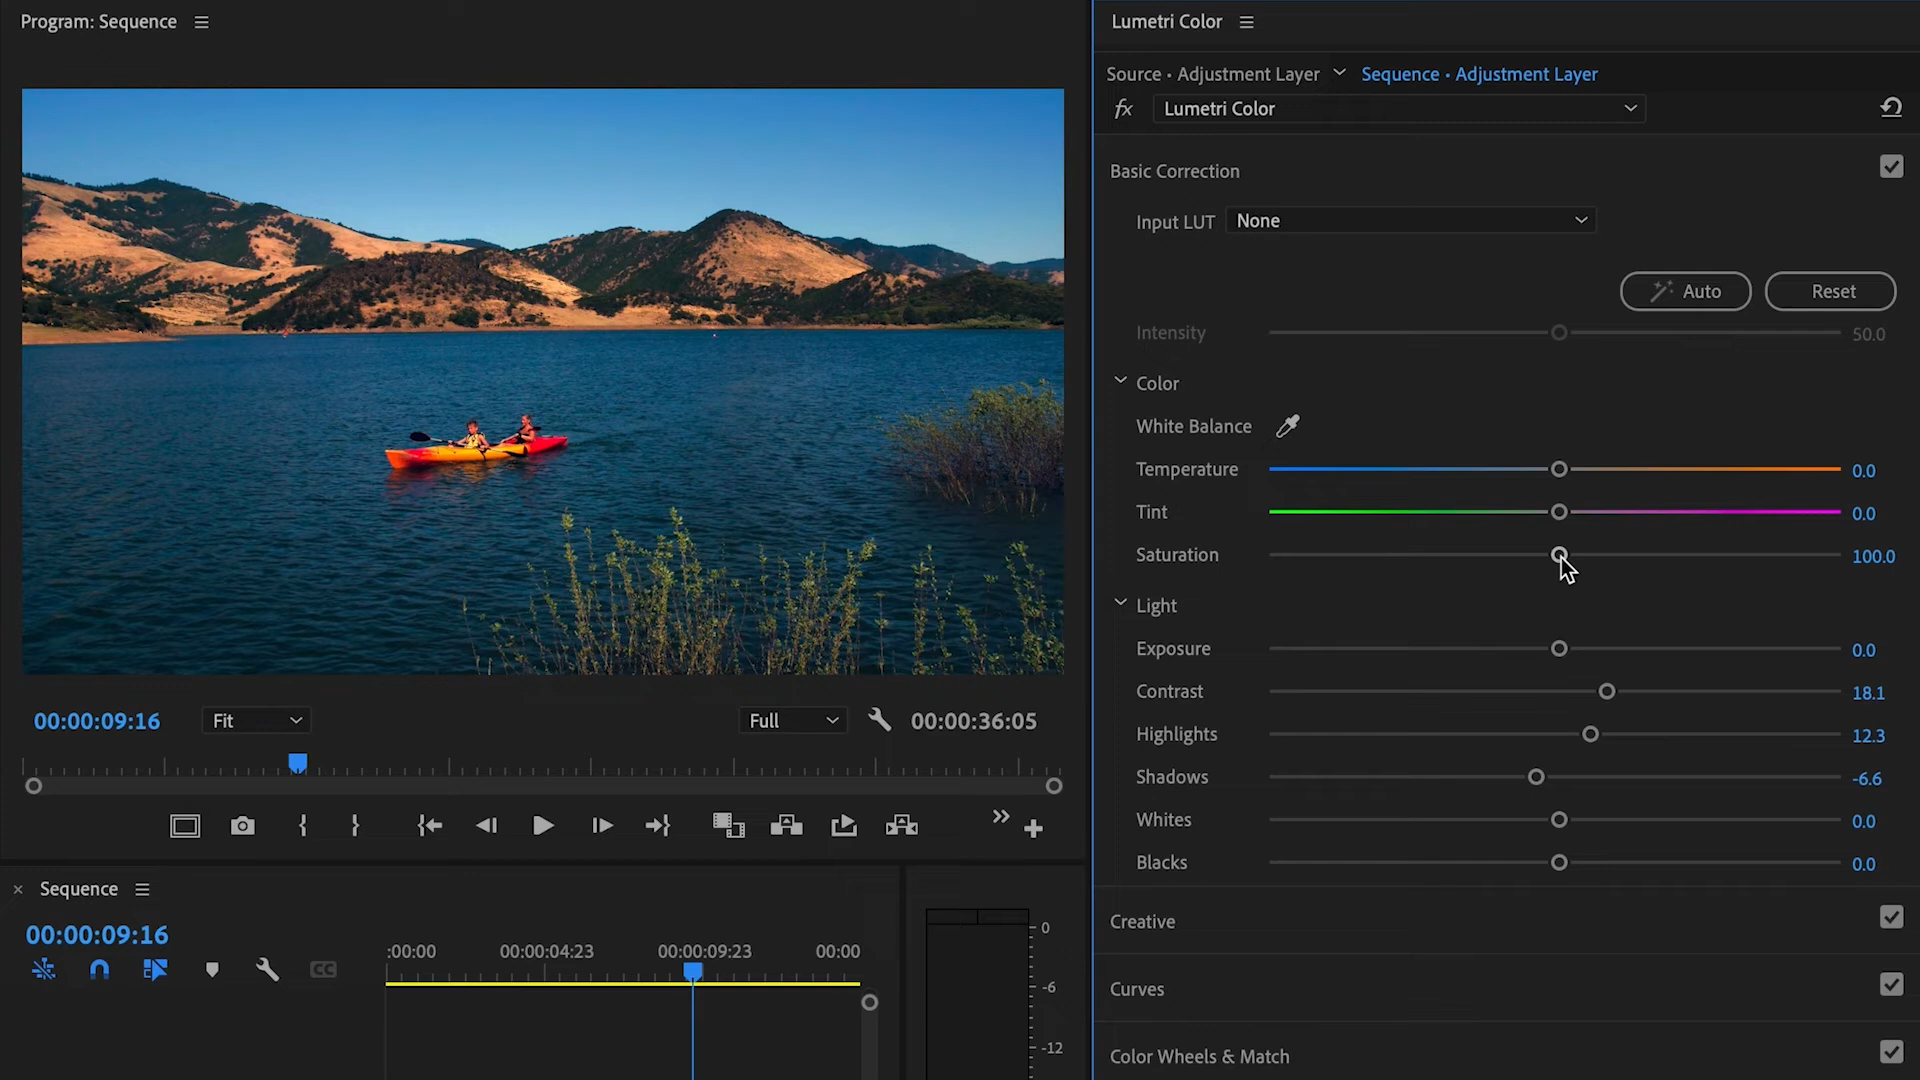 Program: Sequence
Lumetri Color
Source • Adjustment Layer
Sequence • Adjustment Layer
fx
Lumetri Color
Basic Correction
Input LUT
None
Auto
Reset
Intensity
50.0
Color
White Balance
Temperature
0.0
Tint
0.0
Saturation
100.0
Light
Exposure
0.0
Contrast
18.1
Highlights
12.3
Shadows
-6.6
Whites
0.0
Blacks
0.0
Creative
Curves
Color Wheels & Match
00:00:09:16
Fit
Full
00:00:36:05
Sequence
00:00:09:16
CC
:00:00
00:00:04:23
00:00:09:23
00:00
0
-6
-12